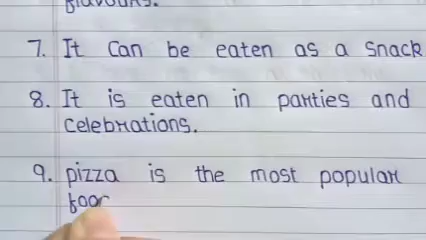 flavours.
7. It Can be eaten as a snack
8. It is eaten in parties and
celebrations.
9. pizza is the most popular